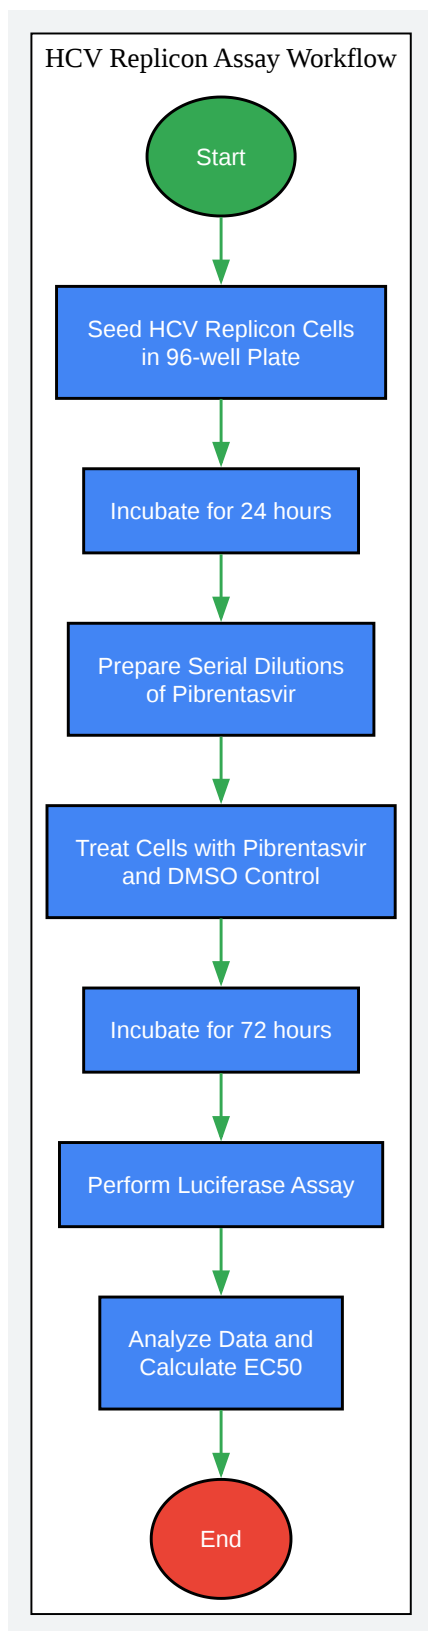 HCV Replicon Assay Workflow
Start
Seed HCV Replicon Cells
in 96-well Plate
Incubate for 24 hours
Prepare Serial Dilutions
of Pibrentasvir
Treat Cells with Pibrentasvir
and DMSO Control
Incubate for 72 hours
Perform Luciferase Assay
Analyze Data and
Calculate EC50
End